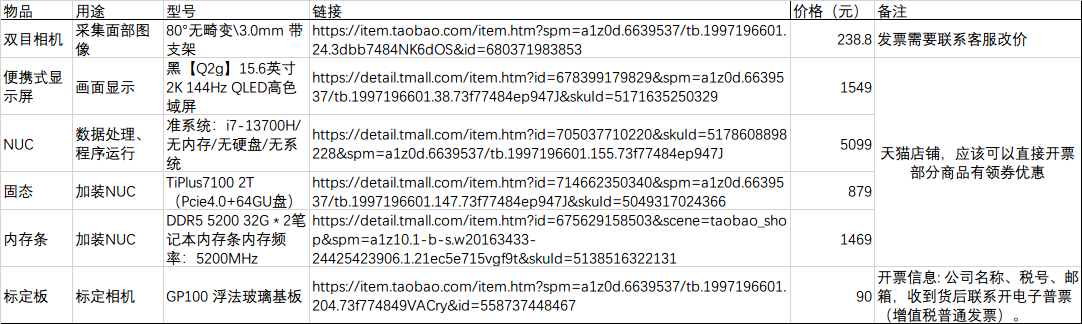 物品 用途 型号 链接 价格（元） 备注
双目相机 采集面部图像 80°无畸变\3.0mm 带支架 https://item.taobao.com/item.htm?spm=a1z0d.6639537/tb.1997196601.24.3dbb7484NK6dOS&id=680371983853 238.8 发票需要联系客服改价
便携式显示屏 画面显示 黑【Q2g】15.6英寸 2K 144Hz QLED高色域屏 https://detail.tmall.com/item.htm?id=678399179829&spm=a1z0d.6639537/tb.1997196601.38.73f77484ep947J&skuId=5171635250329 1549
NUC 数据处理、程序运行 准系统：i7-13700H/无内存/无硬盘/无系统 https://detail.tmall.com/item.htm?id=705037710220&skuId=5178608898228&spm=a1z0d.6639537/tb.1997196601.155.73f77484ep947J 5099
天猫店铺，应该可以直接开票
部分商品有领券优惠
固态 加装NUC TiPlus7100 2T（Pcie4.0+64GU盘） https://detail.tmall.com/item.htm?id=714662350340&spm=a1z0d.6639537/tb.1997196601.147.73f77484ep947J&skuId=5049317024366 879
内存条 加装NUC DDR5 5200 32G * 2笔记本内存条内存频率：5200MHz https://detail.tmall.com/item.htm?id=675629158503&scene=taobao_shop&spm=a1z10.1-b-s.w20163433-24425423906.1.21ec5e715vgf9t&skuId=5138516322131 1469
标定板 标定相机 GP100 浮法玻璃基板 https://item.taobao.com/item.htm?spm=a1z0d.6639537/tb.1997196601.204.73f774849VACry&id=558737448467 90 开票信息: 公司名称、税号、邮箱，收到货后联系开电子普票（增值税普通发票）。